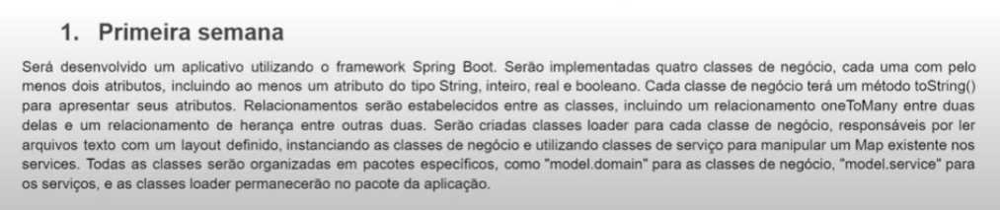 1. Primeira semana
Será desenvolvido um aplicativo utilizando o framework Spring Boot. Serão implementadas quatro classes de negócio, cada uma com pelo
menos dois atributos, incluindo ao menos um atributo do tipo String, inteiro, real e booleano. Cada classe de negócio terá um método toString()
para apresentar seus atributos. Relacionamentos serão estabelecidos entre as classes, incluindo um relacionamento oneToMany entre duas
delas e um relacionamento de herança entre outras duas. Serão criadas classes loader para cada classe de negócio, responsáveis por ler
arquivos texto com um layout definido, instanciando as classes de negócio e utilizando classes de serviço para manipular um Map existente nos
services. Todas as classes serão organizadas em pacotes específicos, como "model.domain" para as classes de negócio, "model.service" para
os serviços, e as classes loader permanecerão no pacote da aplicação.